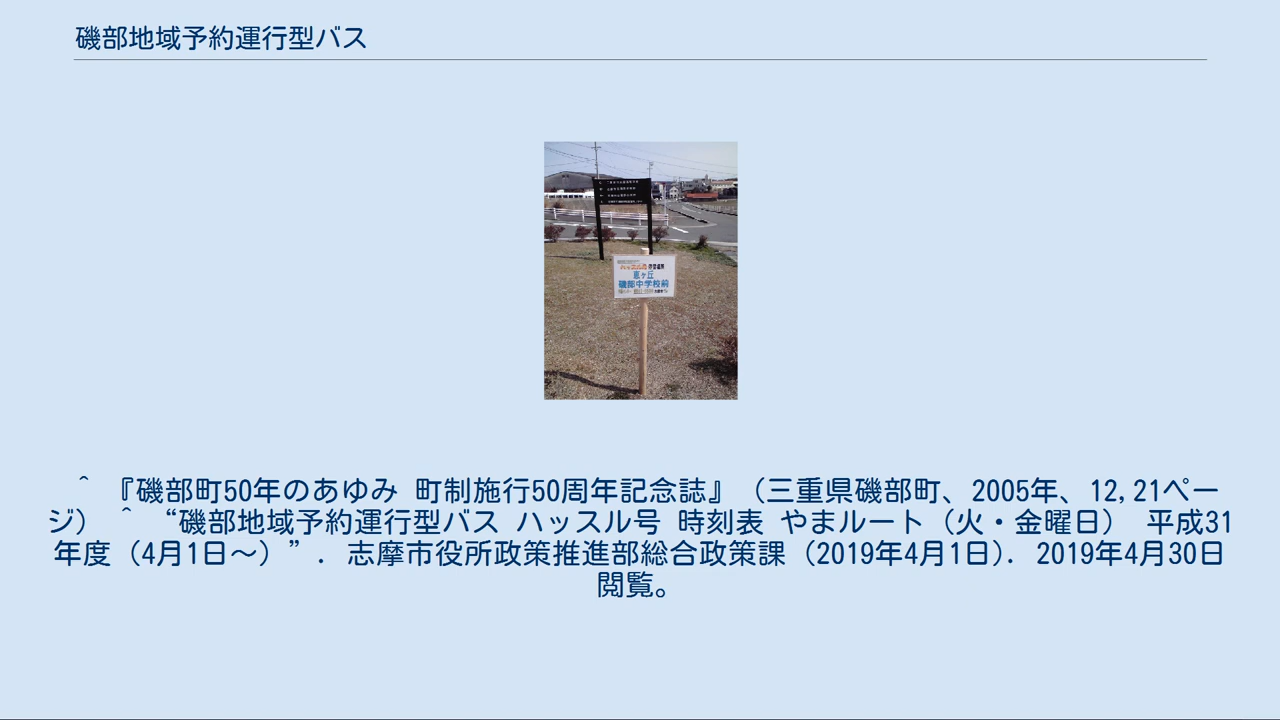 磯部地域予約運行型バス
ハッスル号
恵ヶ丘
磯部中学校前
^ 『磯部町50年のあゆみ 町制施行50周年記念誌』（三重県磯部町、2005年、12,21ペー
ジ） ^ “磯部地域予約運行型バス ハッスル号 時刻表 やまルート（火・金曜日） 平成31
年度（4月1日～）”. 志摩市役所政策推進部総合政策課（2019年4月1日). 2019年4月30日
閲覧。